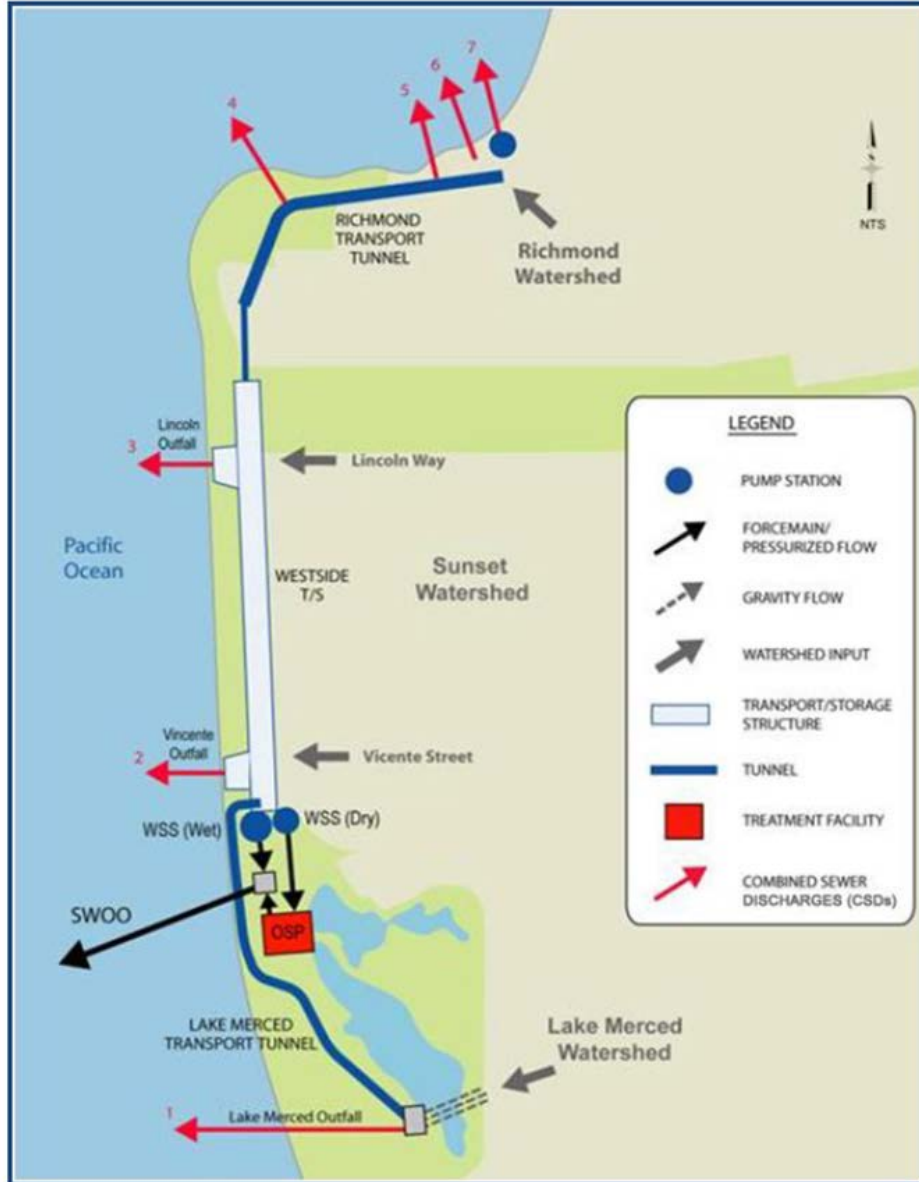 7
6
5
4
S
NTS
RICHMOND
TRANSPORT
TUNNEL
Richmond
Watershed
Lincoln
Outfall
3
Lincoln Way
LEGEND
PUMP STATION
FORCEMAIN/
PRESSURIZED FLOW
GRAVITY FLOW
WATERSHED INPUT
TRANSPORT/STORAGE
STRUCTURE
TUNNEL
TREATMENT FACILITY
COMBINED SEWER
DISCHARGES (CSDs)
Pacific
Ocean
WESTSIDE
T/S
Sunset
Watershed
Vincente
Outfall
2
Vicente Street
WSS (Wet)
WSS (Dry)
SWOO
OSP
LAKE MERCED
TRANSPORT TUNNEL
Lake Merced
Watershed
1
Lake Merced Outfall